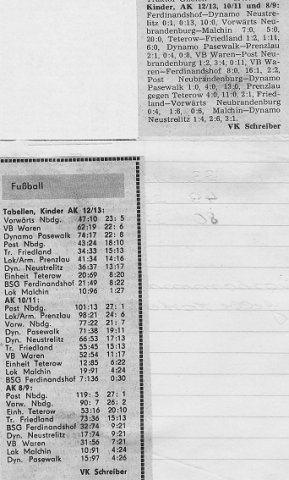 Kinder, AK 12/13, 10/11 und 8/9:
Ferdinandshof—Dynamo Neustre-
litz 0:1, 0:13, 10:0, Vorwärts Neu-
brandenburg—Malchin 7:0, 5:0,
20:0, Teterow—Friedland 1:2, 1:11,
6:0, Dynamo Pasewalk—Prenzlau
2:1, 0:4, 0:8, VB Waren—Post Neu-
brandenburg 1:2, 3:4, 0:11, VB Wa-
ren—Ferdinandshof 8:0, 16:1, 2:2,
Post Neubrandenburg—Dynamo
Pasewalk 1:0, 4:0, 13:0, Prenzlau
gegen Teterow 4:0, 11:0, 2:1, Fried-
land—Vorwärts Neubrandenburg
0:4, 1:6, 0:6, Malchin—Dynamo
Neustrelitz 1:4, 2:6, 3:1.
VK Schreiber
Fußball
Tabellen, Kinder AK 12/13:
Vorwärts Nbdg. 47:10 23: 5
VB Waren 62:19 22: 6
Dynamo Pasewalk 74:17 22: 8
Post Nbdg. 43:24 18:10
Tr. Friedland 34:33 15:13
Lok/Arm. Prenzlau 41:34 14:16
Dyn. Neustrelitz 36:37 13:17
Einheit Teterow 20:69 8:20
BSG Ferdinandshof 21:49 8:22
Lok Malchin 10:96 1:27
AK 10/11:
Post Nbdg. 101:13 27: 1
Lok/Arm. Prenzlau 98:21 24: 6
Vorw. Nbdg. 77:22 21: 7
Dyn. Pasewalk 71:38 19:11
Dyn. Neustrelitz 66:53 17:13
Tr. Friedland 55:45 15:13
VB Waren 52:54 11:17
Einheit Teterow 12:85 6:22
Lok Malchin 19:91 4:24
BSG Ferdinandshof 7:136 0:30
AK 8/9:
Post Nbdg. 119: 5 27: 1
Vorw. Nbdg. 90: 7 26: 2
Einh. Teterow 53:16 20:10
Tr. Friedland 73:36 15:13
BSG Ferdinandshof 32:74 9:21
Dyn. Neustrelitz 17:74 9:21
VB Waren 31:56 7:21
Lok Malchin 10:91 4:24
Dyn. Pasewalk 15:97 4:26
VK Schreiber